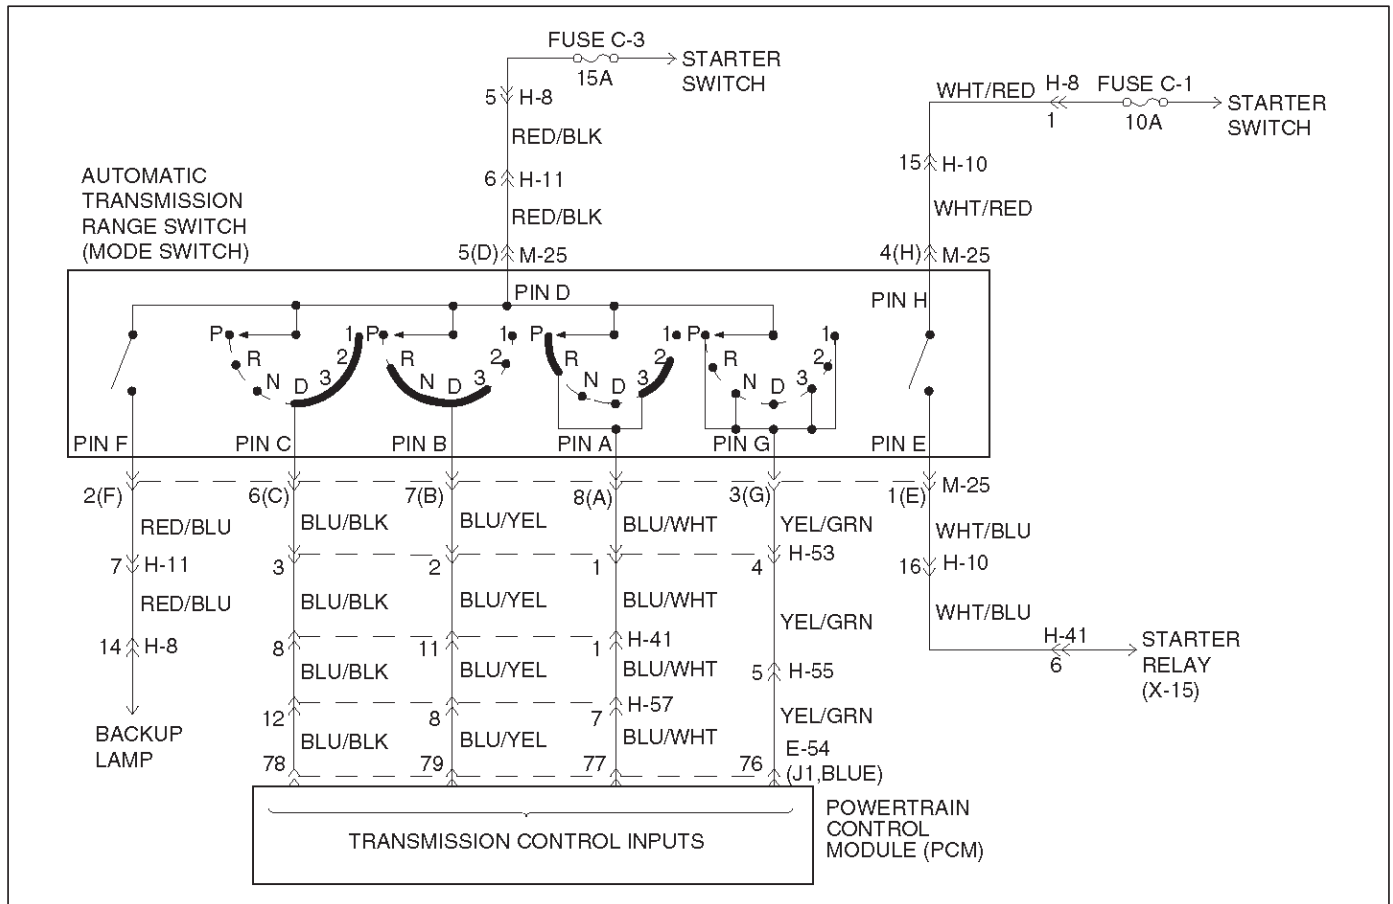 FUSE C-3
15A
STARTER
SWITCH
5
H-8
RED/BLK
6
H-11
RED/BLK
5(D)
M-25
WHT/RED
H-8
1
FUSE C-1
10A
STARTER
SWITCH
15
H-10
WHT/RED
4(H)
M-25
AUTOMATIC
TRANSMISSION
RANGE SWITCH
(MODE SWITCH)
PIN D
PIN H
P
R
N
D
3
2
1
P
R
N
D
3
2
1
P
R
N
D
3
2
1
P
R
N
D
3
2
1
PIN F
PIN C
PIN B
PIN A
PIN G
PIN E
2(F)
6(C)
7(B)
8(A)
3(G)
1(E)
M-25
RED/BLU
BLU/BLK
BLU/YEL
BLU/WHT
YEL/GRN
WHT/BLU
7
H-11
3
2
1
4
H-53
16
H-10
RED/BLU
BLU/BLK
BLU/YEL
BLU/WHT
YEL/GRN
WHT/BLU
14
H-8
8
11
1
H-41
5
H-55
H-41
6
STARTER
RELAY
(X-15)
BLU/BLK
BLU/YEL
BLU/WHT
12
8
7
H-57
YEL/GRN
BACKUP
LAMP
BLU/BLK
BLU/YEL
BLU/WHT
78
79
77
76
E-54
(J1,BLUE)
TRANSMISSION CONTROL INPUTS
POWERTRAIN
CONTROL
MODULE (PCM)